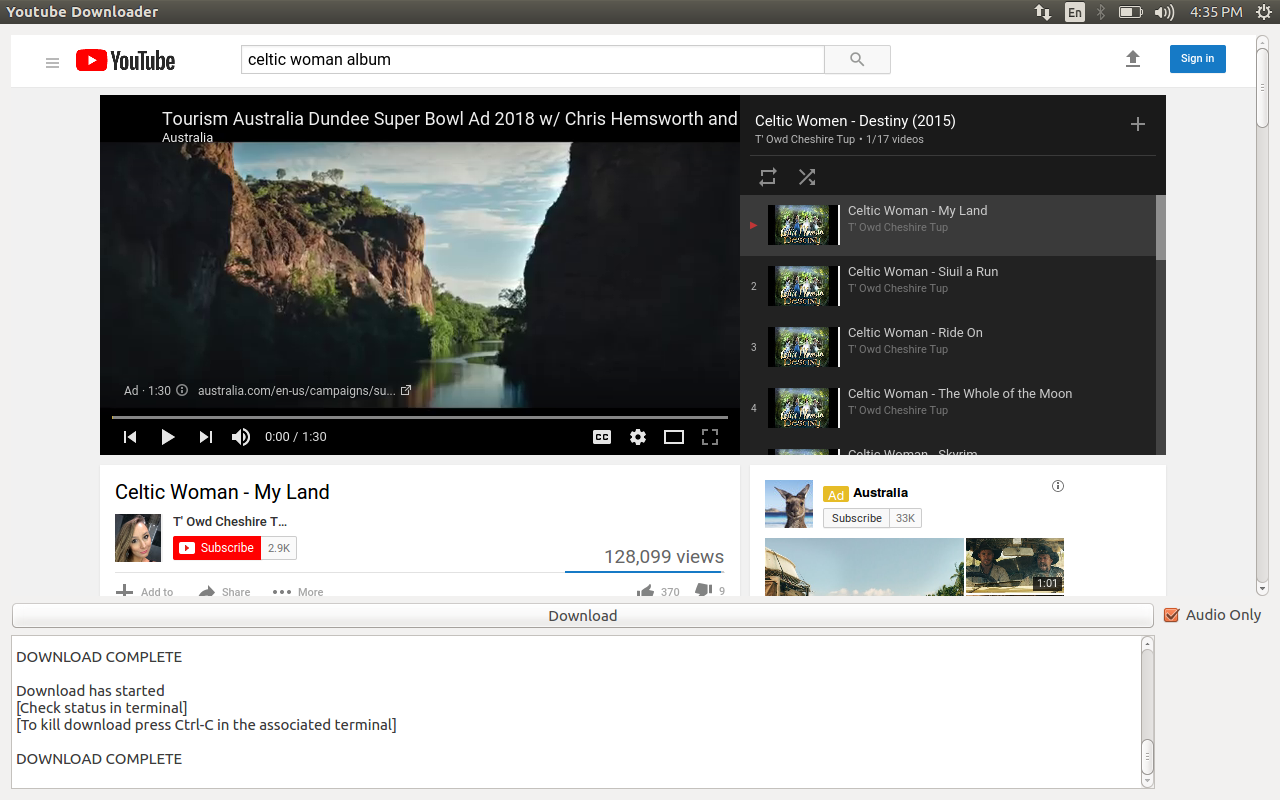 Youtube Downloader
En
4:35 PM
YouTube
celtic woman album
Sign in
Tourism Australia Dundee Super Bowl Ad 2018 w/ Chris Hemsworth and
Australia
Ad · 1:30
australia.com/en-us/campaigns/su...
0:00 / 1:30
CC
Celtic Women - Destiny (2015)
T' Owd Cheshire Tup • 1/17 videos
Celtic Woman - My Land
T' Owd Cheshire Tup
2
Celtic Woman - Siuil a Run
T' Owd Cheshire Tup
3
Celtic Woman - Ride On
T' Owd Cheshire Tup
4
Celtic Woman - The Whole of the Moon
T' Owd Cheshire Tup
Celtic Woman - Skyrim
Celtic Woman - My Land
T' Owd Cheshire T...
Subscribe 2.9K
128,099 views
Add to
Share
More
370
9
Ad Australia
Subscribe 33K
1:01
Download
Audio Only
DOWNLOAD COMPLETE
Download has started
[Check status in terminal]
[To kill download press Ctrl-C in the associated terminal]
DOWNLOAD COMPLETE